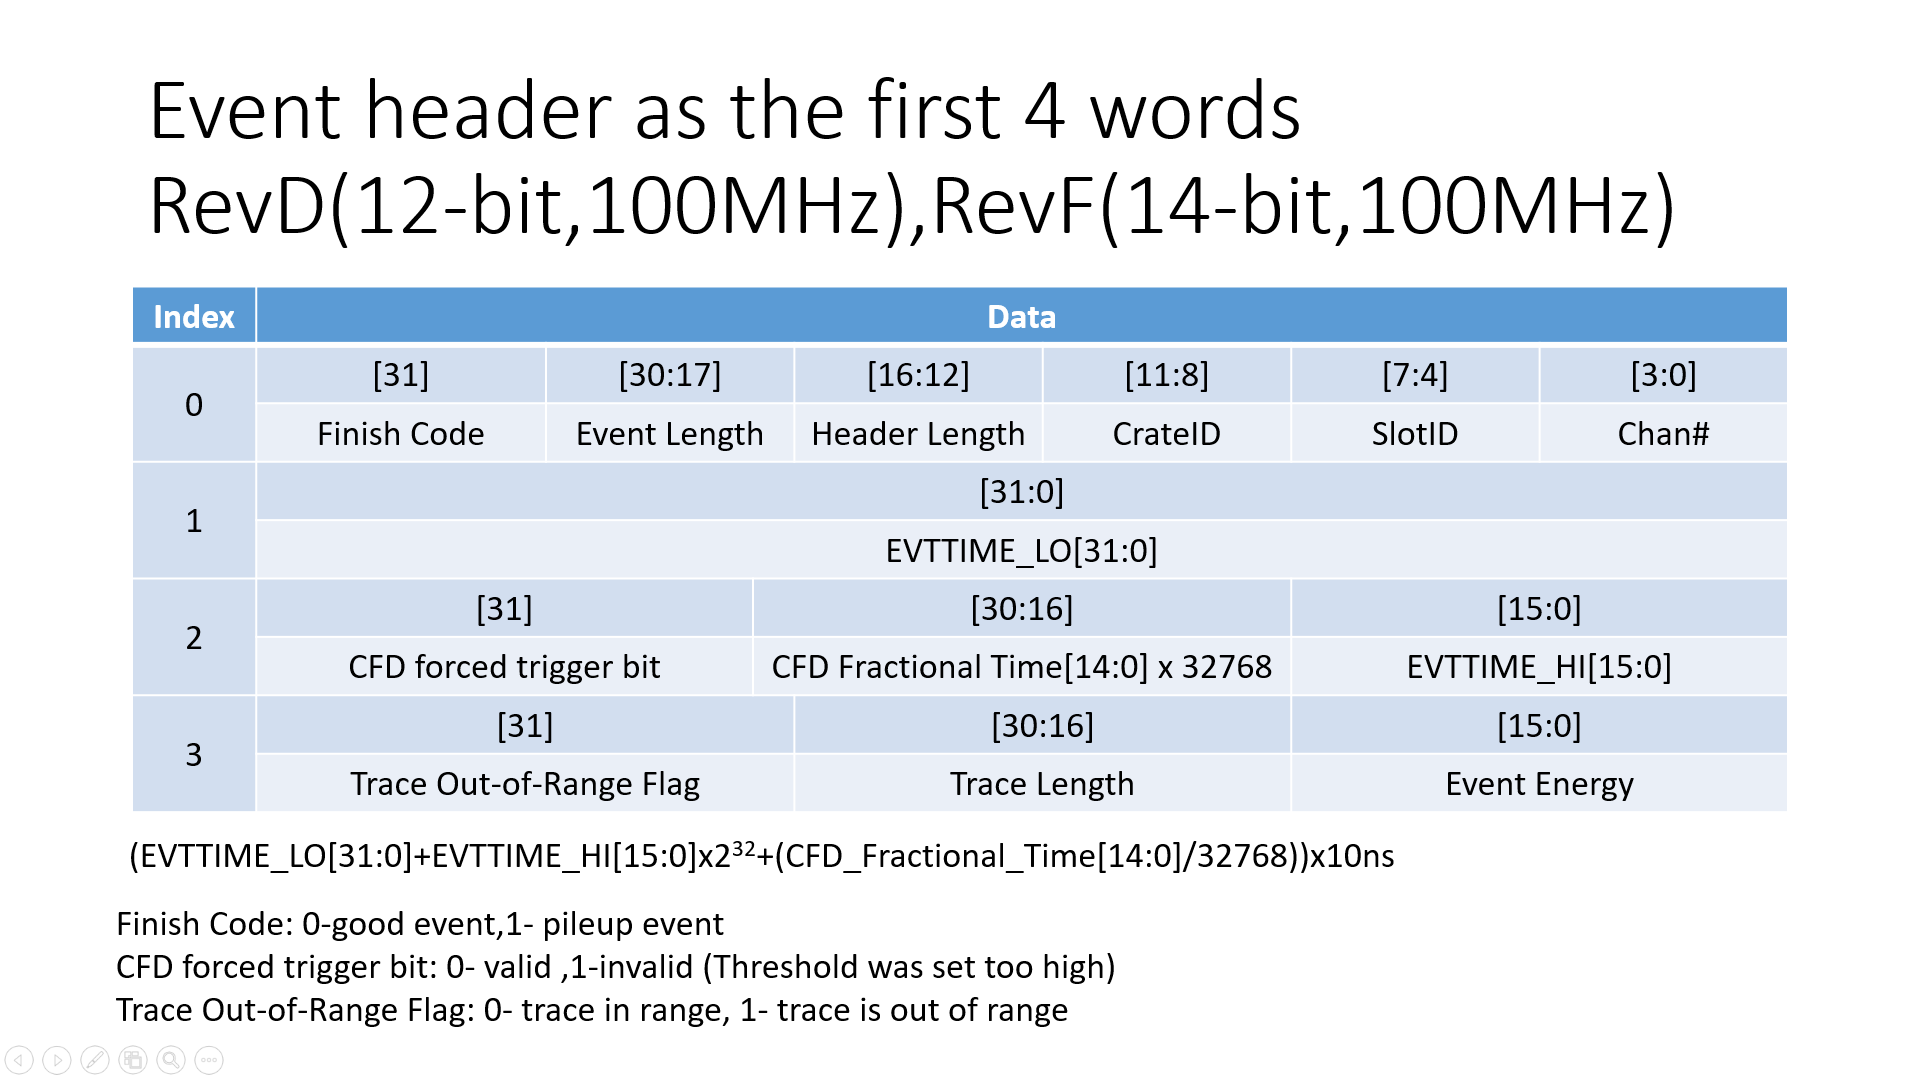 Event header as the first 4 words
RevD(12-bit,100MHz),RevF(14-bit,100MHz)
Index Data
0 [31] [30:17] [16:12] [11:8] [7:4] [3:0]
Finish Code Event Length Header Length CrateID SlotID Chan#
1 [31:0]
EVTTIME_LO[31:0]
2 [31] [30:16] [15:0]
CFD forced trigger bit CFD Fractional Time[14:0] x 32768 EVTTIME_HI[15:0]
3 [31] [30:16] [15:0]
Trace Out-of-Range Flag Trace Length Event Energy
(EVTTIME_LO[31:0]+EVTTIME_HI[15:0]x2³²+(CFD_Fractional_Time[14:0]/32768))x10ns
Finish Code: 0-good event,1- pileup event
CFD forced trigger bit: 0- valid ,1-invalid (Threshold was set too high)
Trace Out-of-Range Flag: 0- trace in range, 1- trace is out of range